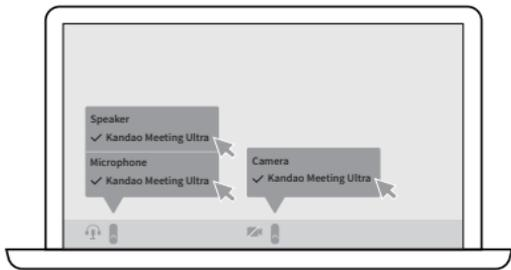 Speaker
✓ Kandao Meeting Ultra
Microphone
✓ Kandao Meeting Ultra
Camera
✓ Kandao Meeting Ultra